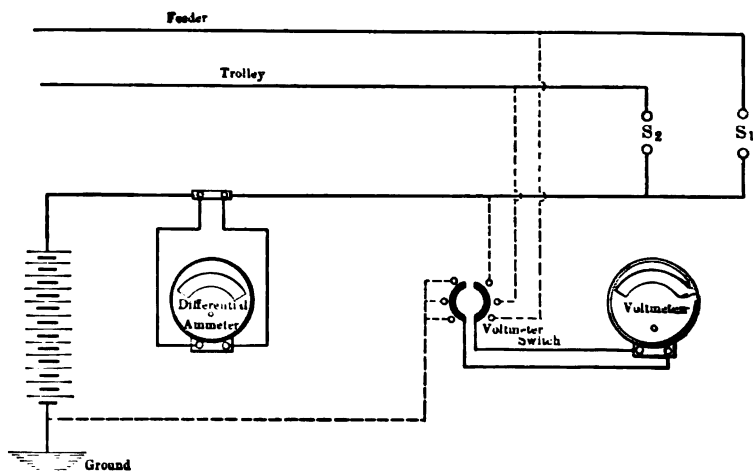 Feeder
Trolley
S2
S1
Differential
Ammeter
Voltmeter
Switch
Voltmeter
Ground